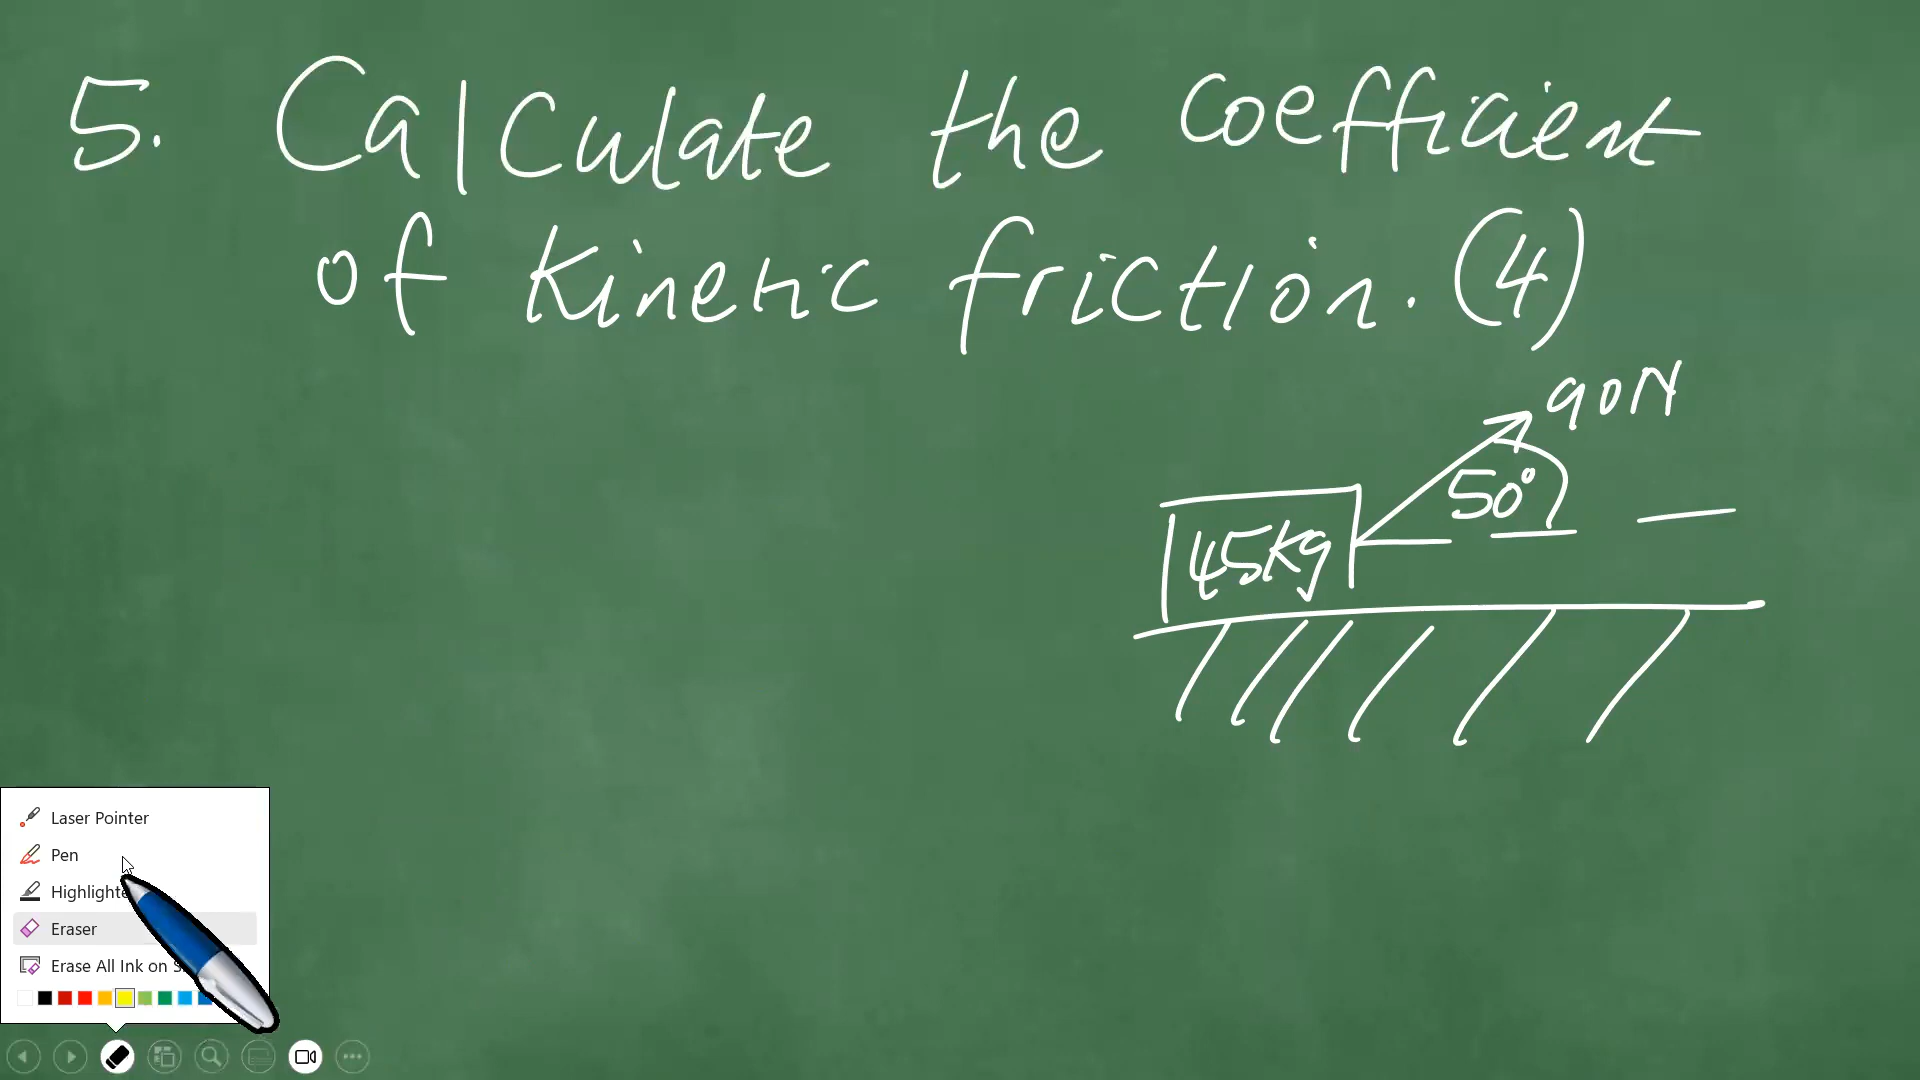 5. Calculate the coefficient
of kinetic friction. (4)
90N
50°
45kg
Laser Pointer
Pen
Highlighte
Eraser
Erase All Ink on S